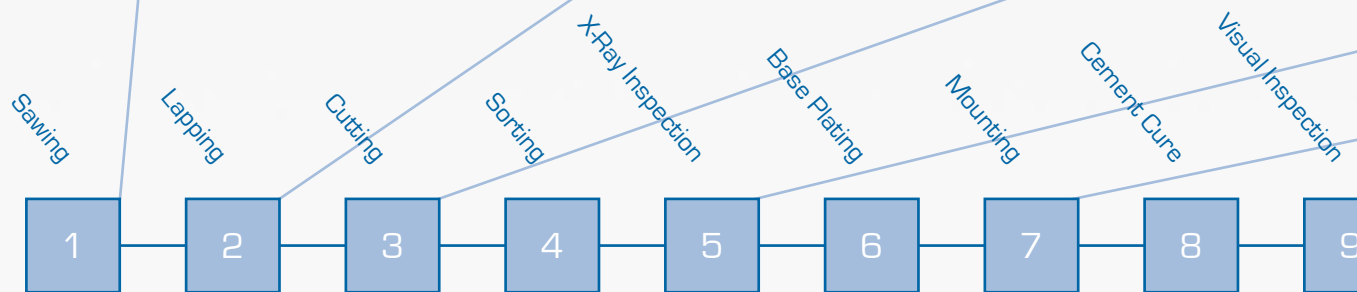 Sawing
Lapping
Cutting
Sorting
X-Ray Inspection
Base Plating
Mounting
Cement Cure
Visual Inspection
1
2
3
4
5
6
7
8
9